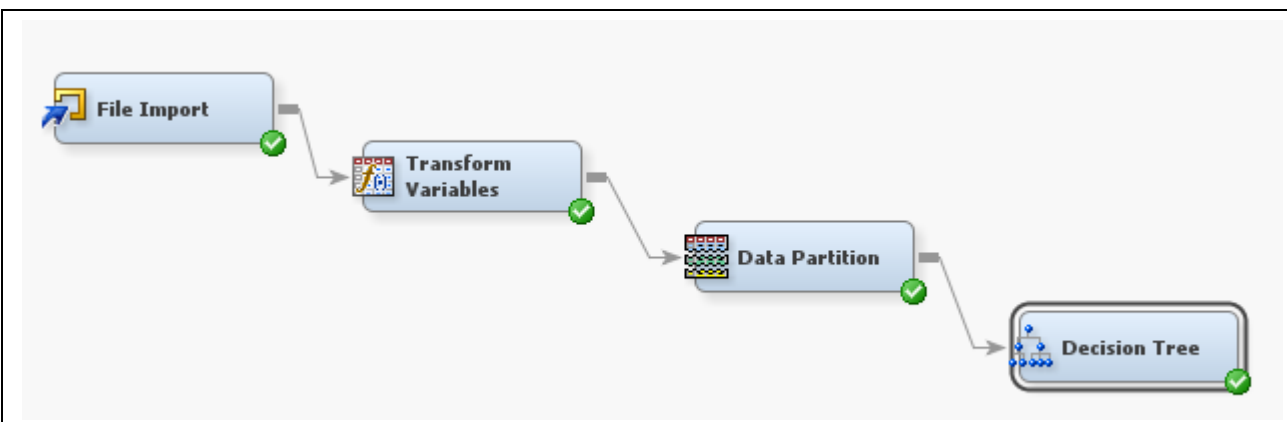 File Import
Transform
Variables
Data Partition
Decision Tree